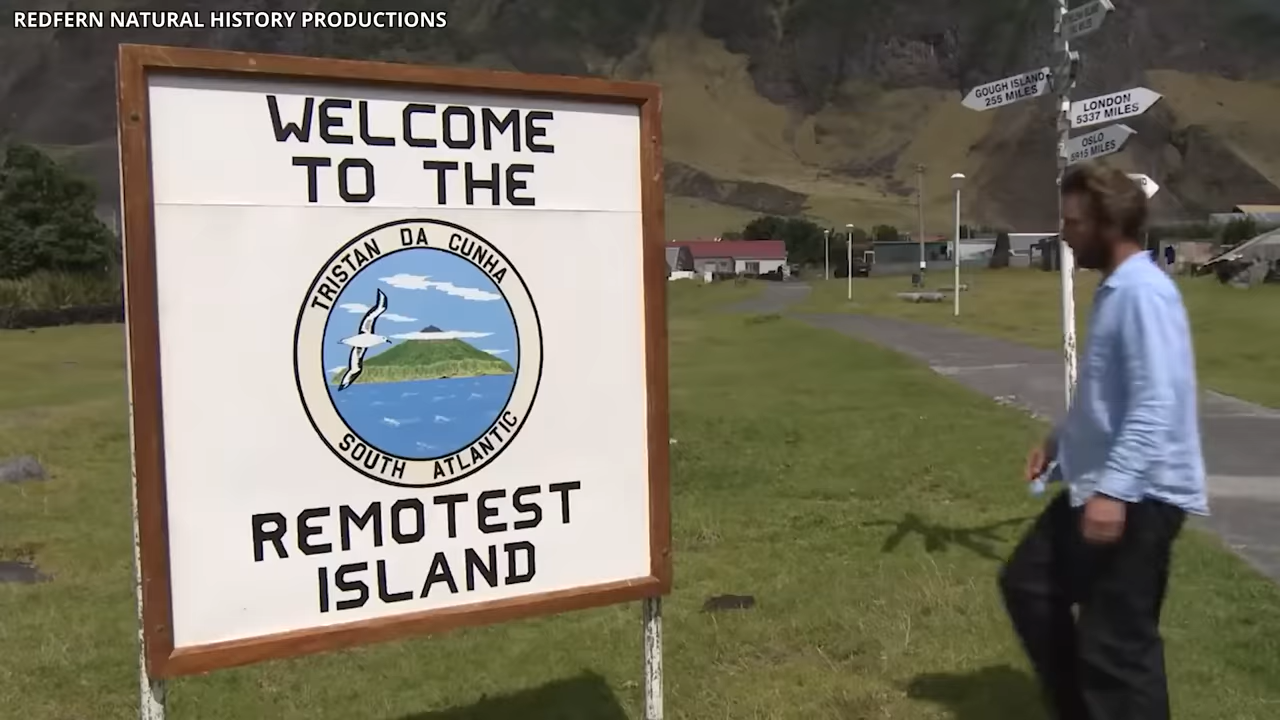 REDFERN NATURAL HISTORY PRODUCTIONS
WELCOME
TO THE
TRISTAN DA CUNHA
SOUTH ATLANTIC
REMOTEST
ISLAND
GOUGH ISLAND
255 MILES
LONDON
5337 MILES
OSLO
5915 MILES